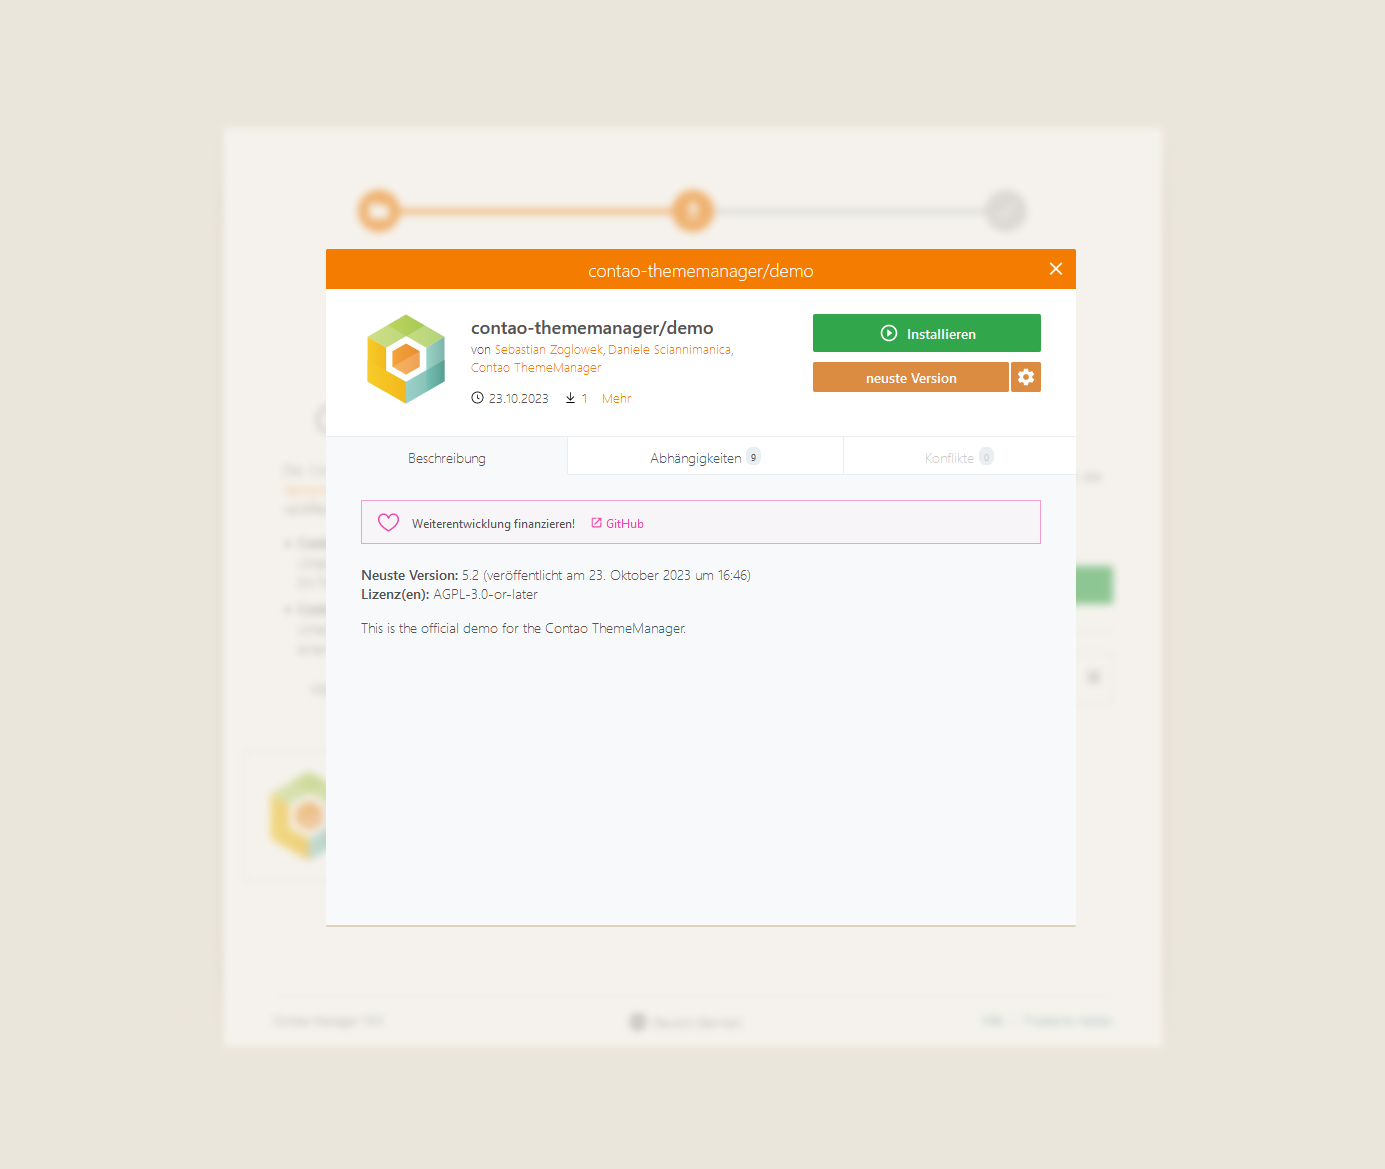 contao-thememanager/demo
contao-thememanager/demo
von Sebastian Zoglowek, Daniele Sciannimanica,
Contao ThemeManager
23.10.2023 1 Mehr
Installieren
neuste Version
Beschreibung
Abhängigkeiten 9
Konflikte 0
Weiterentwicklung finanzieren! GitHub
Neuste Version: 5.2 (veröffentlicht am 23. Oktober 2023 um 16:46)
Lizenz(en): AGPL-3.0-or-later
This is the official demo for the Contao ThemeManager.